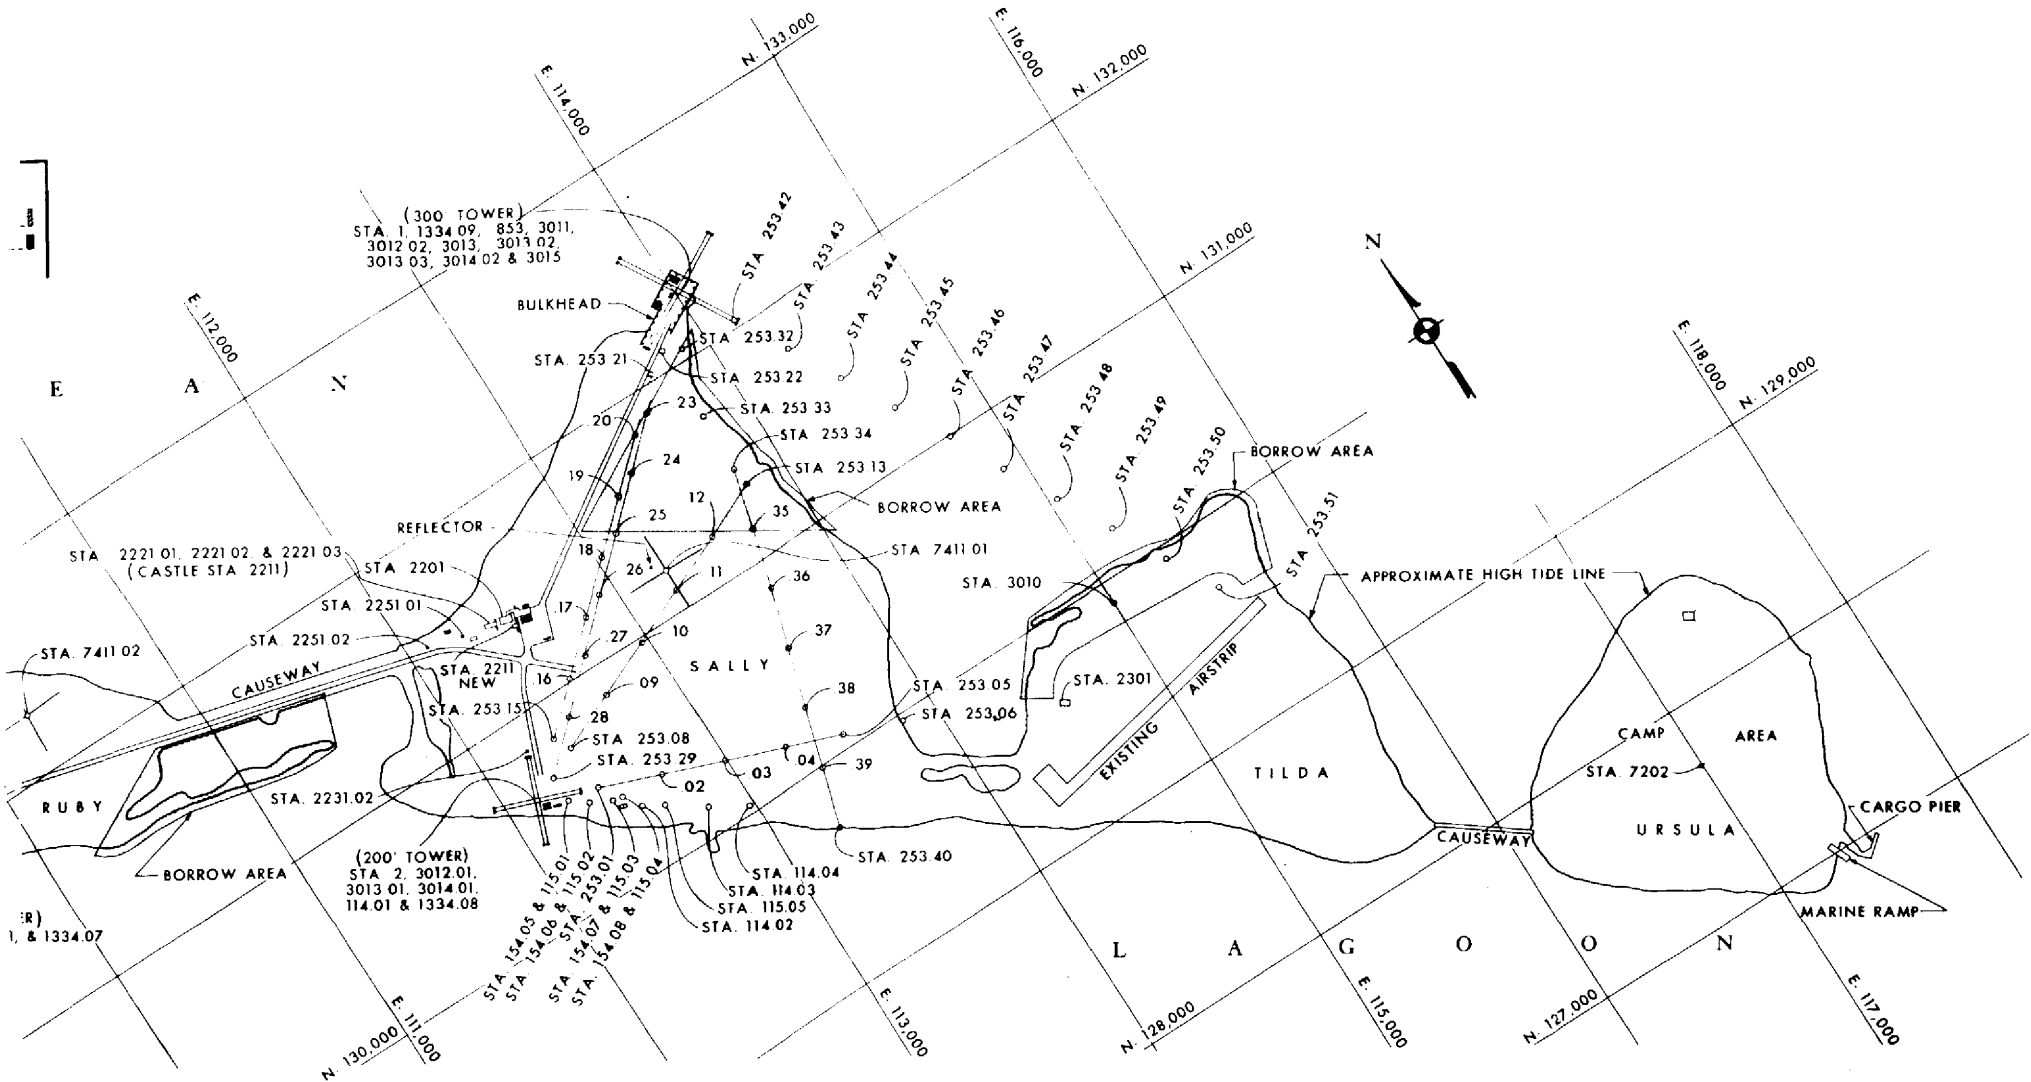 E. 114,000
N. 133,000
E. 116,000
N. 132,000
(300' TOWER)
STA. 1, 1334 09, 853, 3011,
3012 02, 3013, 3013 02,
3013 03, 3014 02 & 3015
STA 253.42
STA. 253.43
STA 253.44
STA. 253.45
STA 253.46
STA. 253.47
STA. 253.48
STA. 253.49
STA. 253.50
STA. 253.51
N. 131,000
N
E. 112,000
BULKHEAD
STA. 253.32
STA. 253 21
STA. 253.22
E. 118,000
N. 129,000
E A N
20
23
STA. 253 33
STA 253 34
24
STA. 253.13
BORROW AREA
19
12
BORROW AREA
35
REFLECTOR
25
STA 2221 01, 2221 02 & 2221 03
(CASTLE STA 2211)
STA 2201
18
26
STA 7411 01
11
36
STA. 3010
APPROXIMATE HIGH TIDE LINE
STA. 2251 01
17
STA. 2251 02
10
37
27
STA. 7411 02
CAUSEWAY
STA. 2211
NEW
SALLY
16
09
STA. 253.05
STA. 2301
AIRSTRIP
38
STA. 253 15
28
STA 253.06
STA. 253.08
CAMP AREA
EXISTING
STA. 253.29
04
03
39
02
TILDA
STA. 7202
RUBY
STA. 2231.02
CARGO PIER
URSULA
CAUSEWAY
(200' TOWER)
STA 2, 3012.01,
3013 01, 3014.01,
114.01 & 1334.08
BORROW AREA
STA. 253.40
STA. 114.04
STA. 114.03
STA. 115.05
STA. 114.02
STA. 154.05 & 115.01
STA. 154.06 & 115 02
STA. 253.01
STA. 154.07 & 115.03
STA. 154.08 & 115.04
ER)
1, & 1334.07
MARINE RAMP
L A G O O N
E. 111,000
N. 130,000
E. 113,000
N. 128,000
E. 115,000
N. 127,000
E. 117,000